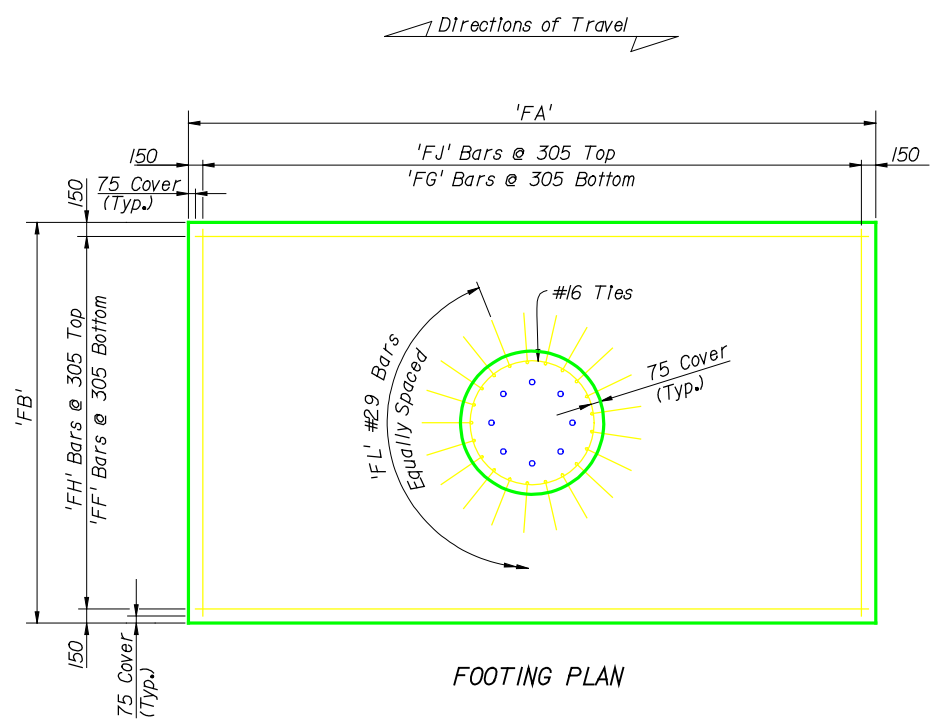 Directions of Travel
'FA'
150
'FJ' Bars @ 305 Top
150
'FG' Bars @ 305 Bottom
75 Cover
(Typ.)
150
#16 Ties
'FB'
'FH' Bars @ 305 Top
'FF' Bars @ 305 Bottom
'FL' #29 Bars
Equally Spaced
75 Cover
(Typ.)
150
75 Cover
(Typ.)
FOOTING PLAN